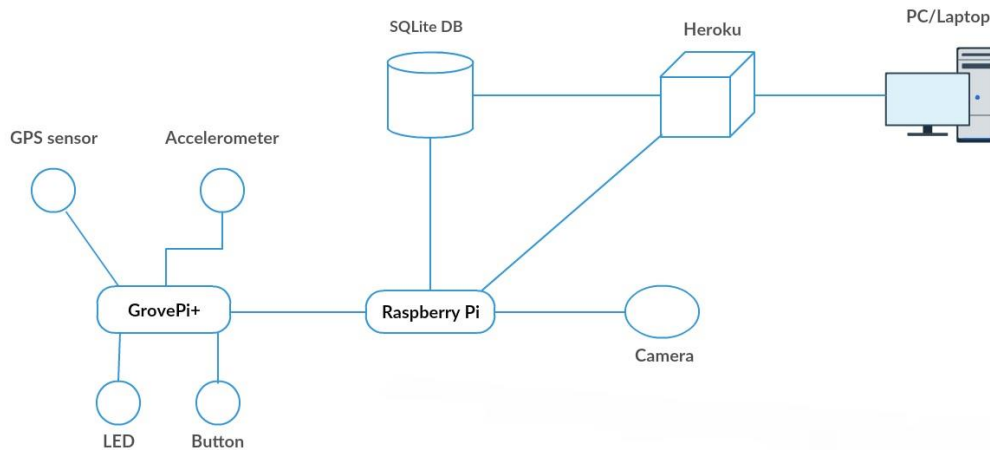 SQLite DB
Heroku
PC/Laptop
GPS sensor
Accelerometer
GrovePi+
Raspberry Pi
Camera
LED
Button